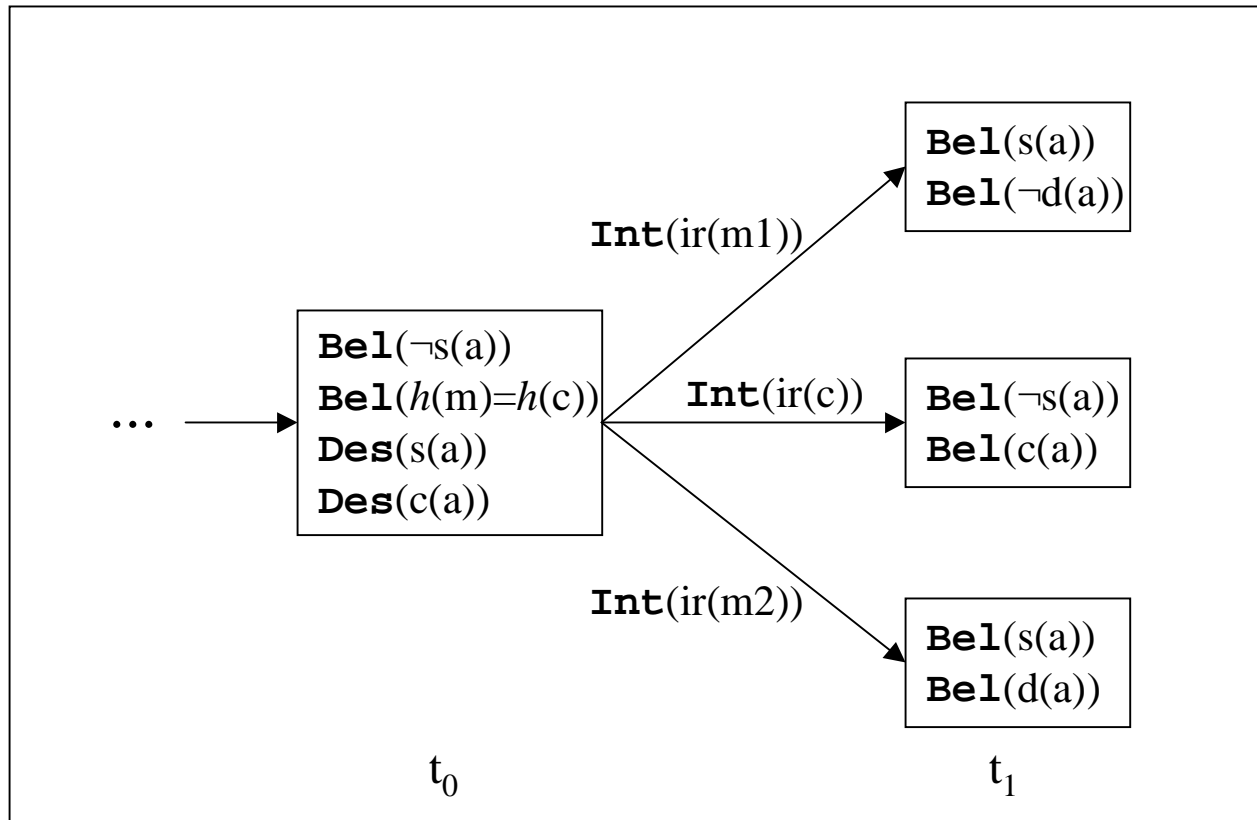 Bel(s(a))
Bel(¬d(a))
Int(ir(m1))
Bel(¬s(a))
Bel(h(m)=h(c))
Des(s(a))
Des(c(a))
...
Int(ir(c))
Bel(¬s(a))
Bel(c(a))
Int(ir(m2))
Bel(s(a))
Bel(d(a))
t₀
t₁